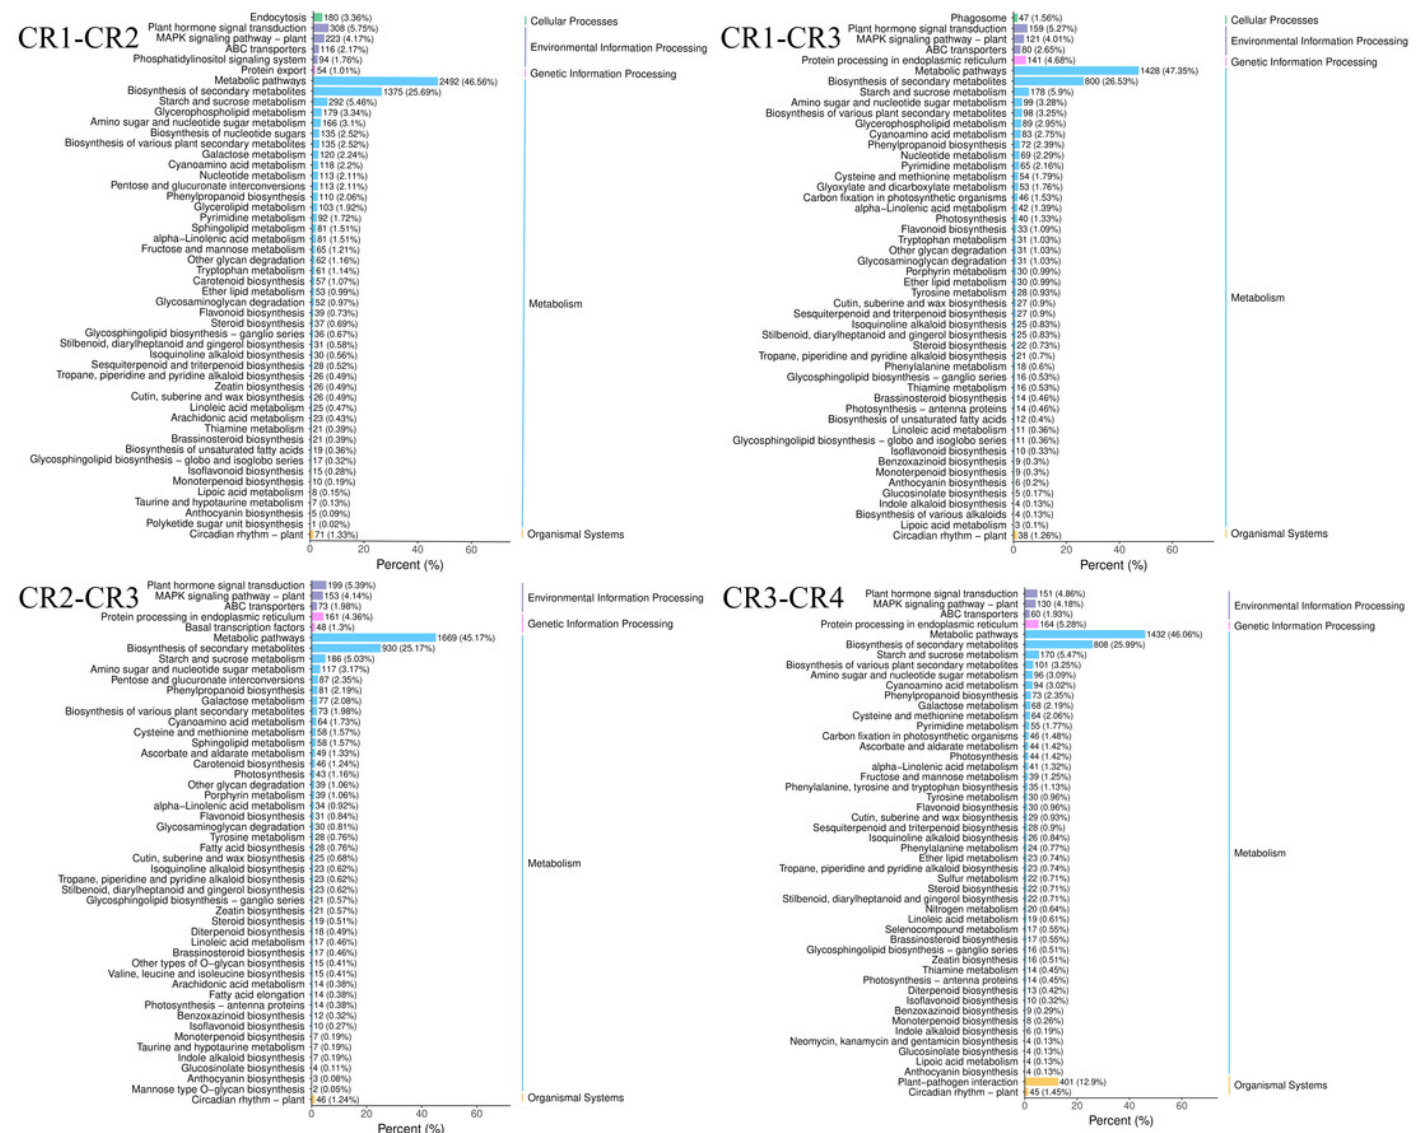 CR1-CR2
Endocytosis 180 (3.36%)
Plant hormone signal transduction 308 (5.75%)
MAPK signaling pathway – plant 223 (4.17%)
ABC transporters 116 (2.17%)
Phosphatidylinositol signaling system 94 (1.76%)
Protein export 54 (1.01%)
Metabolic pathways 2492 (46.56%)
Biosynthesis of secondary metabolites 1375 (25.69%)
Starch and sucrose metabolism 292 (5.46%)
Glycerophospholipid metabolism 179 (3.34%)
Amino sugar and nucleotide sugar metabolism 166 (3.1%)
Biosynthesis of nucleotide sugars 135 (2.52%)
Biosynthesis of various plant secondary metabolites 135 (2.52%)
Galactose metabolism 120 (2.24%)
Cyanoamino acid metabolism 118 (2.2%)
Nucleotide metabolism 113 (2.11%)
Pentose and glucuronate interconversions 113 (2.11%)
Phenylpropanoid biosynthesis 110 (2.06%)
Glycerolipid metabolism 103 (1.92%)
Pyrimidine metabolism 92 (1.72%)
Sphingolipid metabolism 81 (1.51%)
alpha–Linolenic acid metabolism 81 (1.51%)
Fructose and mannose metabolism 65 (1.21%)
Other glycan degradation 62 (1.16%)
Tryptophan metabolism 61 (1.14%)
Carotenoid biosynthesis 57 (1.07%)
Ether lipid metabolism 53 (0.99%)
Glycosaminoglycan degradation 52 (0.97%)
Flavonoid biosynthesis 39 (0.73%)
Steroid biosynthesis 37 (0.69%)
Glycosphingolipid biosynthesis – ganglio series 36 (0.67%)
Stilbenoid, diarylheptanoid and gingerol biosynthesis 31 (0.58%)
Isoquinoline alkaloid biosynthesis 30 (0.56%)
Sesquiterpenoid and triterpenoid biosynthesis 28 (0.52%)
Tropane, piperidine and pyridine alkaloid biosynthesis 26 (0.49%)
Zeatin biosynthesis 26 (0.49%)
Cutin, suberine and wax biosynthesis 26 (0.49%)
Linoleic acid metabolism 25 (0.47%)
Arachidonic acid metabolism 23 (0.43%)
Thiamine metabolism 21 (0.39%)
Brassinosteroid biosynthesis 21 (0.39%)
Biosynthesis of unsaturated fatty acids 19 (0.36%)
Glycosphingolipid biosynthesis – globo and isoglobo series 17 (0.32%)
Isoflavonoid biosynthesis 15 (0.28%)
Monoterpenoid biosynthesis 10 (0.19%)
Lipoic acid metabolism 8 (0.15%)
Taurine and hypotaurine metabolism 7 (0.13%)
Anthocyanin biosynthesis 5 (0.09%)
Polyketide sugar unit biosynthesis 1 (0.02%)
Circadian rhythm – plant 71 (1.33%)
0 20 40 60
Percent (%)
Cellular Processes
Environmental Information Processing
Genetic Information Processing
Metabolism
Organismal Systems
CR1-CR3
Phagosome 47 (1.56%)
Plant hormone signal transduction 159 (5.27%)
MAPK signaling pathway – plant 121 (4.01%)
ABC transporters 80 (2.65%)
Protein processing in endoplasmic reticulum 141 (4.68%)
Metabolic pathways 1428 (47.35%)
Biosynthesis of secondary metabolites 800 (26.53%)
Starch and sucrose metabolism 178 (5.9%)
Amino sugar and nucleotide sugar metabolism 99 (3.28%)
Biosynthesis of various plant secondary metabolites 98 (3.25%)
Glycerophospholipid metabolism 89 (2.95%)
Cyanoamino acid metabolism 83 (2.75%)
Phenylpropanoid biosynthesis 72 (2.39%)
Nucleotide metabolism 69 (2.29%)
Pyrimidine metabolism 65 (2.16%)
Cysteine and methionine metabolism 54 (1.79%)
Glyoxylate and dicarboxylate metabolism 53 (1.76%)
Carbon fixation in photosynthetic organisms 46 (1.53%)
alpha–Linolenic acid metabolism 42 (1.39%)
Photosynthesis 40 (1.33%)
Flavonoid biosynthesis 33 (1.09%)
Tryptophan metabolism 31 (1.03%)
Other glycan degradation 31 (1.03%)
Glycosaminoglycan degradation 31 (1.03%)
Porphyrin metabolism 30 (0.99%)
Ether lipid metabolism 30 (0.99%)
Tyrosine metabolism 28 (0.93%)
Cutin, suberine and wax biosynthesis 27 (0.9%)
Sesquiterpenoid and triterpenoid biosynthesis 27 (0.9%)
Isoquinoline alkaloid biosynthesis 25 (0.83%)
Stilbenoid, diarylheptanoid and gingerol biosynthesis 25 (0.83%)
Steroid biosynthesis 22 (0.73%)
Tropane, piperidine and pyridine alkaloid biosynthesis 21 (0.7%)
Phenylalanine metabolism 18 (0.6%)
Glycosphingolipid biosynthesis – ganglio series 16 (0.53%)
Thiamine metabolism 16 (0.53%)
Brassinosteroid biosynthesis 14 (0.46%)
Photosynthesis – antenna proteins 14 (0.46%)
Biosynthesis of unsaturated fatty acids 12 (0.4%)
Linoleic acid metabolism 11 (0.36%)
Glycosphingolipid biosynthesis – globo and isoglobo series 11 (0.36%)
Isoflavonoid biosynthesis 10 (0.33%)
Benzoxazinoid biosynthesis 9 (0.3%)
Monoterpenoid biosynthesis 9 (0.3%)
Anthocyanin biosynthesis 6 (0.2%)
Glucosinolate biosynthesis 5 (0.17%)
Indole alkaloid biosynthesis 4 (0.13%)
Biosynthesis of various alkaloids 4 (0.13%)
Lipoic acid metabolism 3 (0.1%)
Circadian rhythm – plant 38 (1.26%)
0 20 40 60
Percent (%)
Cellular Processes
Environmental Information Processing
Genetic Information Processing
Metabolism
Organismal Systems
CR2-CR3
Plant hormone signal transduction 199 (5.39%)
MAPK signaling pathway – plant 153 (4.14%)
ABC transporters 73 (1.98%)
Protein processing in endoplasmic reticulum 161 (4.36%)
Basal transcription factors 48 (1.3%)
Metabolic pathways 1669 (45.17%)
Biosynthesis of secondary metabolites 930 (25.17%)
Starch and sucrose metabolism 186 (5.03%)
Amino sugar and nucleotide sugar metabolism 117 (3.17%)
Pentose and glucuronate interconversions 87 (2.35%)
Phenylpropanoid biosynthesis 81 (2.19%)
Galactose metabolism 77 (2.08%)
Biosynthesis of various plant secondary metabolites 73 (1.98%)
Cyanoamino acid metabolism 64 (1.73%)
Cysteine and methionine metabolism 58 (1.57%)
Sphingolipid metabolism 58 (1.57%)
Ascorbate and aldarate metabolism 49 (1.33%)
Carotenoid biosynthesis 46 (1.24%)
Photosynthesis 43 (1.16%)
Other glycan degradation 39 (1.06%)
Porphyrin metabolism 39 (1.06%)
alpha–Linolenic acid metabolism 34 (0.92%)
Flavonoid biosynthesis 31 (0.84%)
Glycosaminoglycan degradation 30 (0.81%)
Tyrosine metabolism 28 (0.76%)
Fatty acid biosynthesis 28 (0.76%)
Cutin, suberine and wax biosynthesis 25 (0.68%)
Isoquinoline alkaloid biosynthesis 23 (0.62%)
Tropane, piperidine and pyridine alkaloid biosynthesis 23 (0.62%)
Stilbenoid, diarylheptanoid and gingerol biosynthesis 23 (0.62%)
Glycosphingolipid biosynthesis – ganglio series 21 (0.57%)
Zeatin biosynthesis 21 (0.57%)
Steroid biosynthesis 19 (0.51%)
Diterpenoid biosynthesis 18 (0.49%)
Linoleic acid metabolism 17 (0.46%)
Brassinosteroid biosynthesis 17 (0.46%)
Other types of O–glycan biosynthesis 15 (0.41%)
Valine, leucine and isoleucine biosynthesis 15 (0.41%)
Arachidonic acid metabolism 14 (0.38%)
Fatty acid elongation 14 (0.38%)
Photosynthesis – antenna proteins 14 (0.38%)
Benzoxazinoid biosynthesis 12 (0.32%)
Isoflavonoid biosynthesis 10 (0.27%)
Monoterpenoid biosynthesis 7 (0.19%)
Taurine and hypotaurine metabolism 7 (0.19%)
Indole alkaloid biosynthesis 7 (0.19%)
Glucosinolate biosynthesis 4 (0.11%)
Anthocyanin biosynthesis 3 (0.08%)
Mannose type O–glycan biosynthesis 2 (0.05%)
Circadian rhythm – plant 46 (1.24%)
0 20 40 60
Percent (%)
Environmental Information Processing
Genetic Information Processing
Metabolism
Organismal Systems
CR3-CR4
Plant hormone signal transduction 151 (4.86%)
MAPK signaling pathway – plant 130 (4.18%)
ABC transporters 60 (1.93%)
Protein processing in endoplasmic reticulum 164 (5.28%)
Metabolic pathways 1432 (46.06%)
Biosynthesis of secondary metabolites 808 (25.99%)
Starch and sucrose metabolism 170 (5.47%)
Biosynthesis of various plant secondary metabolites 101 (3.25%)
Amino sugar and nucleotide sugar metabolism 96 (3.09%)
Cyanoamino acid metabolism 94 (3.02%)
Phenylpropanoid biosynthesis 73 (2.35%)
Galactose metabolism 68 (2.19%)
Cysteine and methionine metabolism 64 (2.06%)
Pyrimidine metabolism 55 (1.77%)
Carbon fixation in photosynthetic organisms 46 (1.48%)
Ascorbate and aldarate metabolism 44 (1.42%)
Photosynthesis 44 (1.42%)
alpha–Linolenic acid metabolism 41 (1.32%)
Fructose and mannose metabolism 39 (1.25%)
Phenylalanine, tyrosine and tryptophan biosynthesis 35 (1.13%)
Tyrosine metabolism 30 (0.96%)
Flavonoid biosynthesis 30 (0.96%)
Cutin, suberine and wax biosynthesis 29 (0.93%)
Sesquiterpenoid and triterpenoid biosynthesis 28 (0.9%)
Isoquinoline alkaloid biosynthesis 26 (0.84%)
Phenylalanine metabolism 24 (0.77%)
Ether lipid metabolism 23 (0.74%)
Tropane, piperidine and pyridine alkaloid biosynthesis 23 (0.74%)
Sulfur metabolism 22 (0.71%)
Steroid biosynthesis 22 (0.71%)
Stilbenoid, diarylheptanoid and gingerol biosynthesis 22 (0.71%)
Nitrogen metabolism 20 (0.64%)
Linoleic acid metabolism 19 (0.61%)
Selenocompound metabolism 17 (0.55%)
Brassinosteroid biosynthesis 17 (0.55%)
Glycosphingolipid biosynthesis – ganglio series 16 (0.51%)
Zeatin biosynthesis 16 (0.51%)
Thiamine metabolism 14 (0.45%)
Photosynthesis – antenna proteins 14 (0.45%)
Diterpenoid biosynthesis 13 (0.42%)
Isoflavonoid biosynthesis 10 (0.32%)
Benzoxazinoid biosynthesis 9 (0.29%)
Monoterpenoid biosynthesis 8 (0.26%)
Indole alkaloid biosynthesis 6 (0.19%)
Neomycin, kanamycin and gentamicin biosynthesis 4 (0.13%)
Glucosinolate biosynthesis 4 (0.13%)
Lipoic acid metabolism 4 (0.13%)
Anthocyanin biosynthesis 4 (0.13%)
Plant–pathogen interaction 401 (12.9%)
Circadian rhythm – plant 45 (1.45%)
0 20 40 60
Percent (%)
Environmental Information Processing
Genetic Information Processing
Metabolism
Organismal Systems